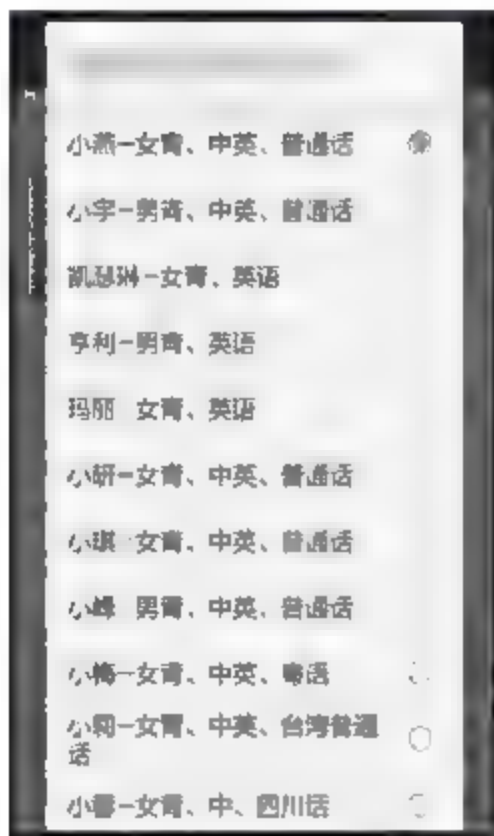 小燕-女青、中英、普通话
小宇-男青、中英、普通话
凯瑟琳-女青、英语
亨利-男青、英语
玛丽 女青、英语
小研-女青、中英、普通话
小琪 女青、中英、普通话
小峰 男青、中英、普通话
小梅-女青、中英、粤语
小莉-女青、中英、台湾普通
话
小蓉-女青、中、四川话